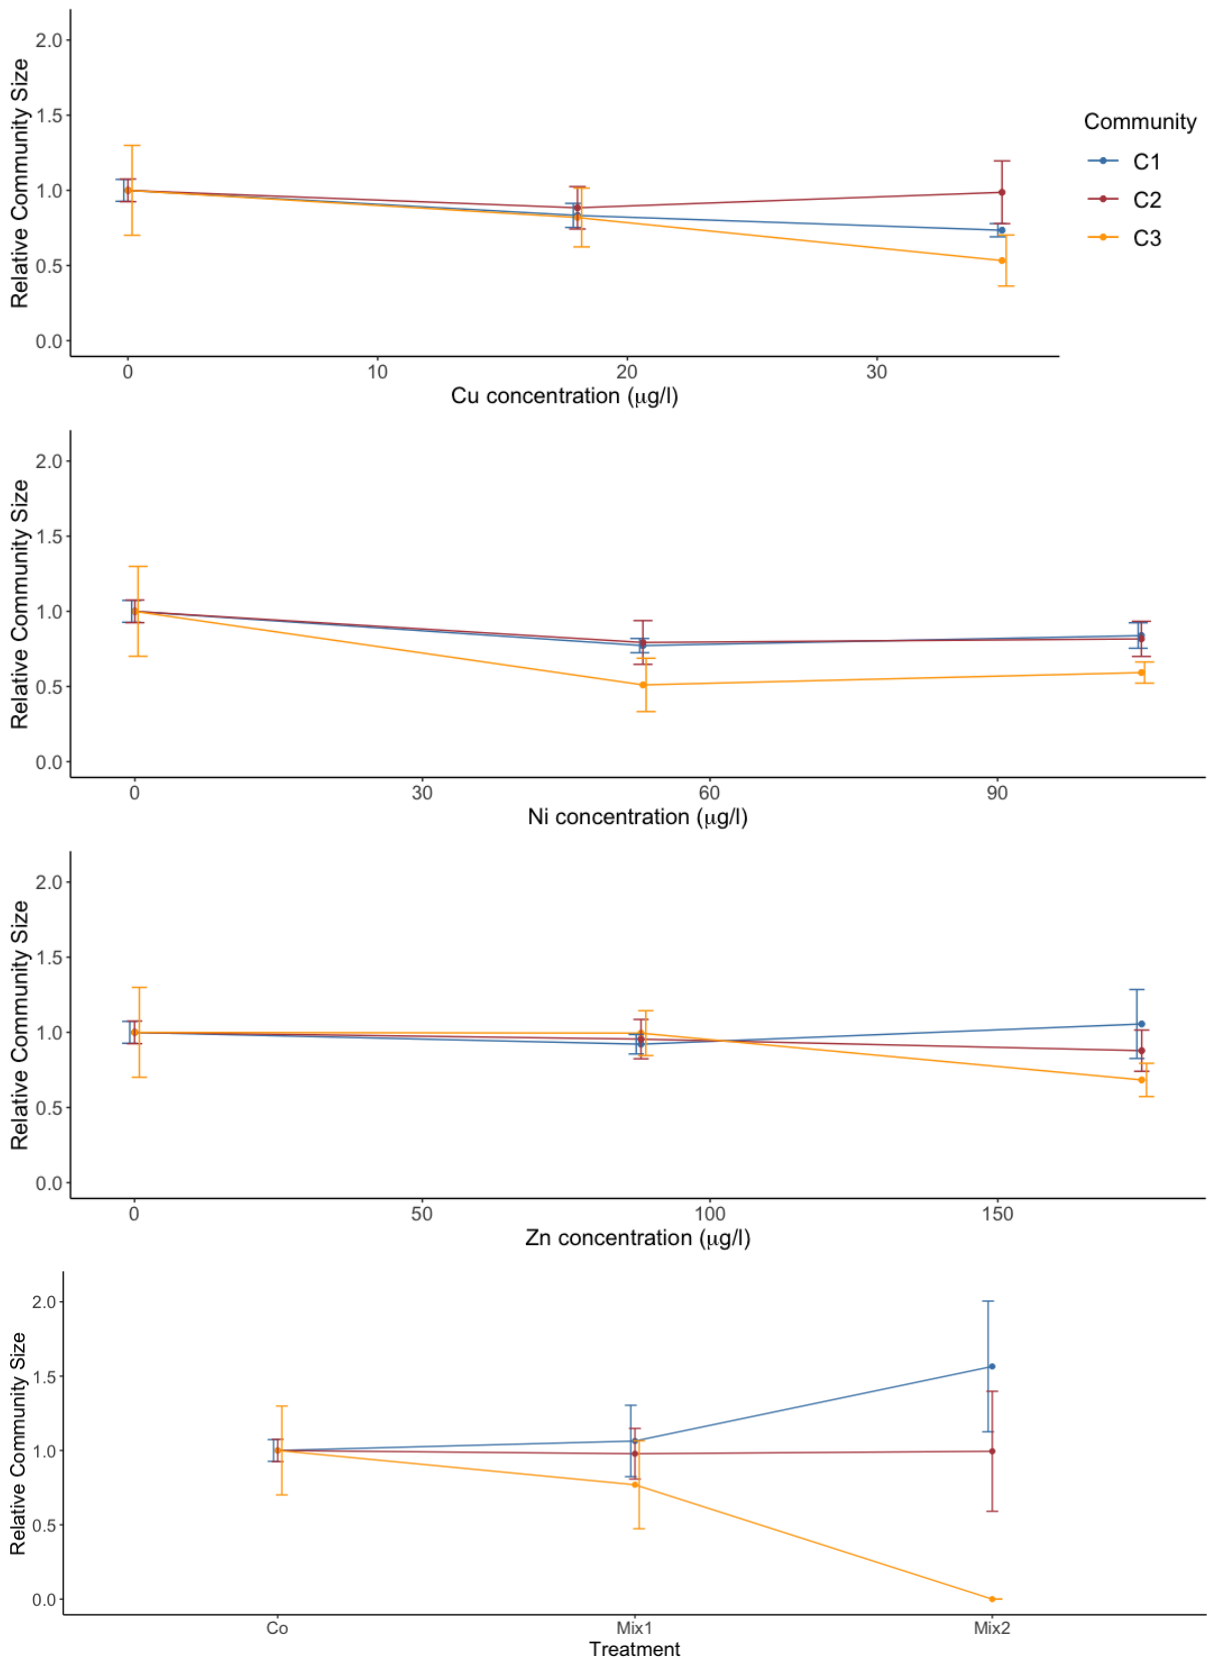 2.0
1.5
1.0
0.5
0.0
Relative Community Size
0 10 20 30
Cu concentration (μg/l)
Community
C1
C2
C3
2.0
1.5
1.0
0.5
0.0
Relative Community Size
0 30 60 90
Ni concentration (μg/l)
2.0
1.5
1.0
0.5
0.0
Relative Community Size
0 50 100 150
Zn concentration (μg/l)
2.0
1.5
1.0
0.5
0.0
Relative Community Size
Co Mix1 Mix2
Treatment